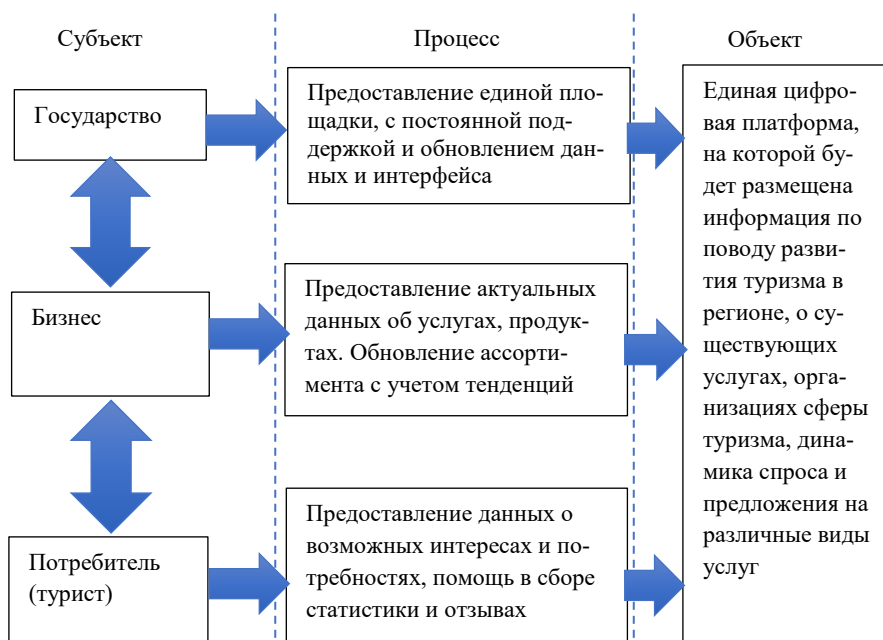 Субъект
Процесс
Объект
Государство
Предоставление единой пло-
щадки, с постоянной под-
держкой и обновлением дан-
ных и интерфейса
Бизнес
Предоставление актуальных
данных об услугах, продук-
тах. Обновление ассорти-
мента с учетом тенденций
Потребитель
(турист)
Предоставление данных о
возможных интересах и по-
требностях, помощь в сборе
статистики и отзывах
Единая цифро-
вая платформа,
на которой бу-
дет размещена
информация по
поводу разви-
тия туризма в
регионе, о су-
ществующих
услугах, орга-
низациях сферы
туризма, дина-
мика спроса и
предложения на
различные виды
услуг